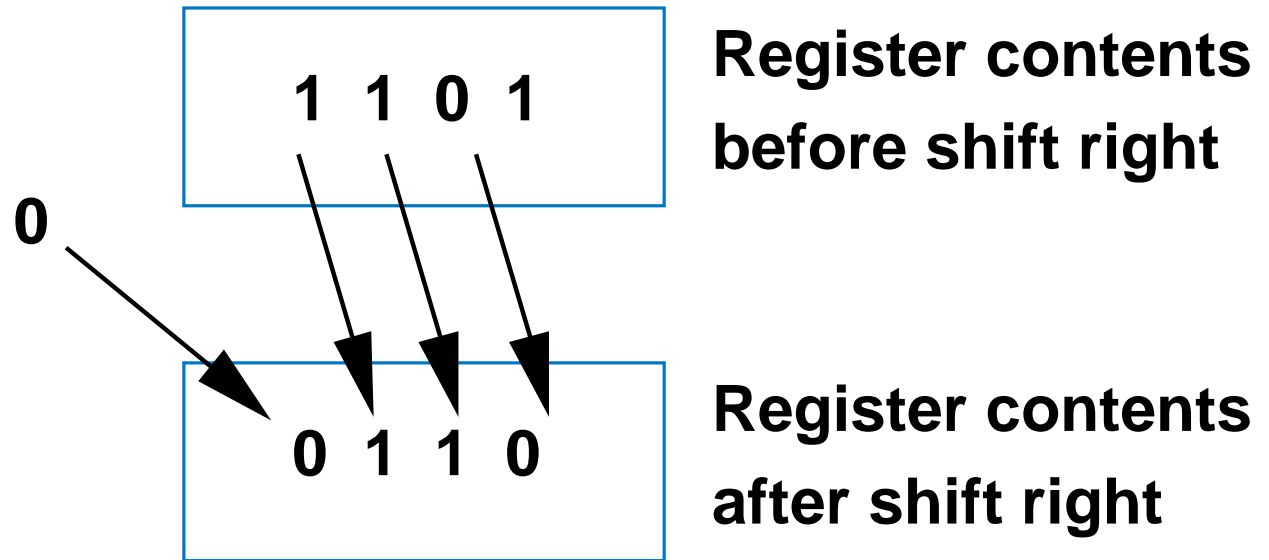 1 1 0 1
Register contents
before shift right
0
0 1 1 0
Register contents
after shift right